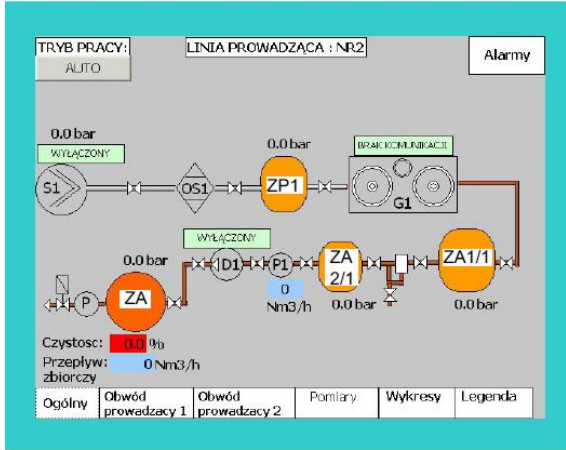 TRYB PRACY:
LINIA PROWADZĄCA : NR2
Alarmy
AUTO
0.0 bar
WYŁĄCZONY
0.0 bar
BRAK KOMUNIKACJI
S1
OS1
ZP1
G1
WYŁĄCZONY
0.0 bar
D1
P1
ZA
2/1
ZA1/1
P
ZA
0
Nm3/h
0.0 bar
0.0 bar
Czystosc: 0.0 %
Przepływ: 0 Nm3/h
zbiorczy
Ogólny
Obwód
prowadzacy 1
Obwód
prowadzacy 2
Pomiary
Wykresy
Legenda